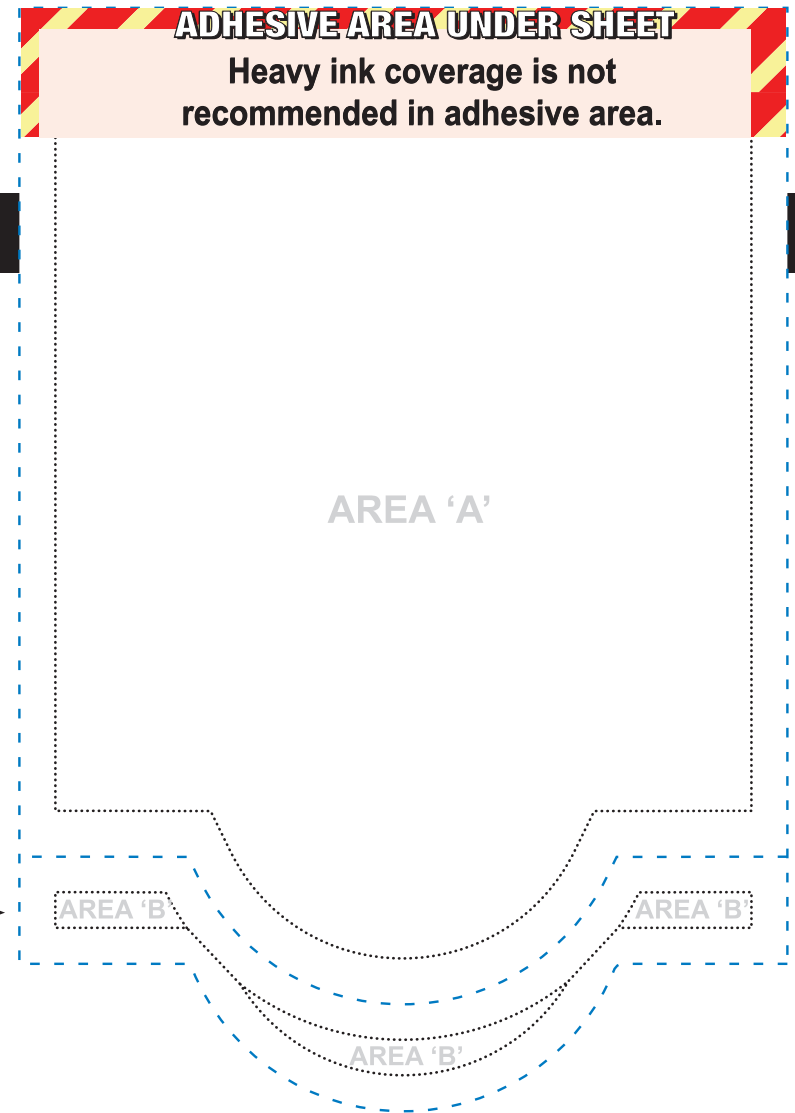 ADHESIVE AREA UNDER SHEET
Heavy ink coverage is not
recommended in adhesive area.
AREA ‘A’
AREA ‘B’ AREA ‘B’
AREA ‘B’